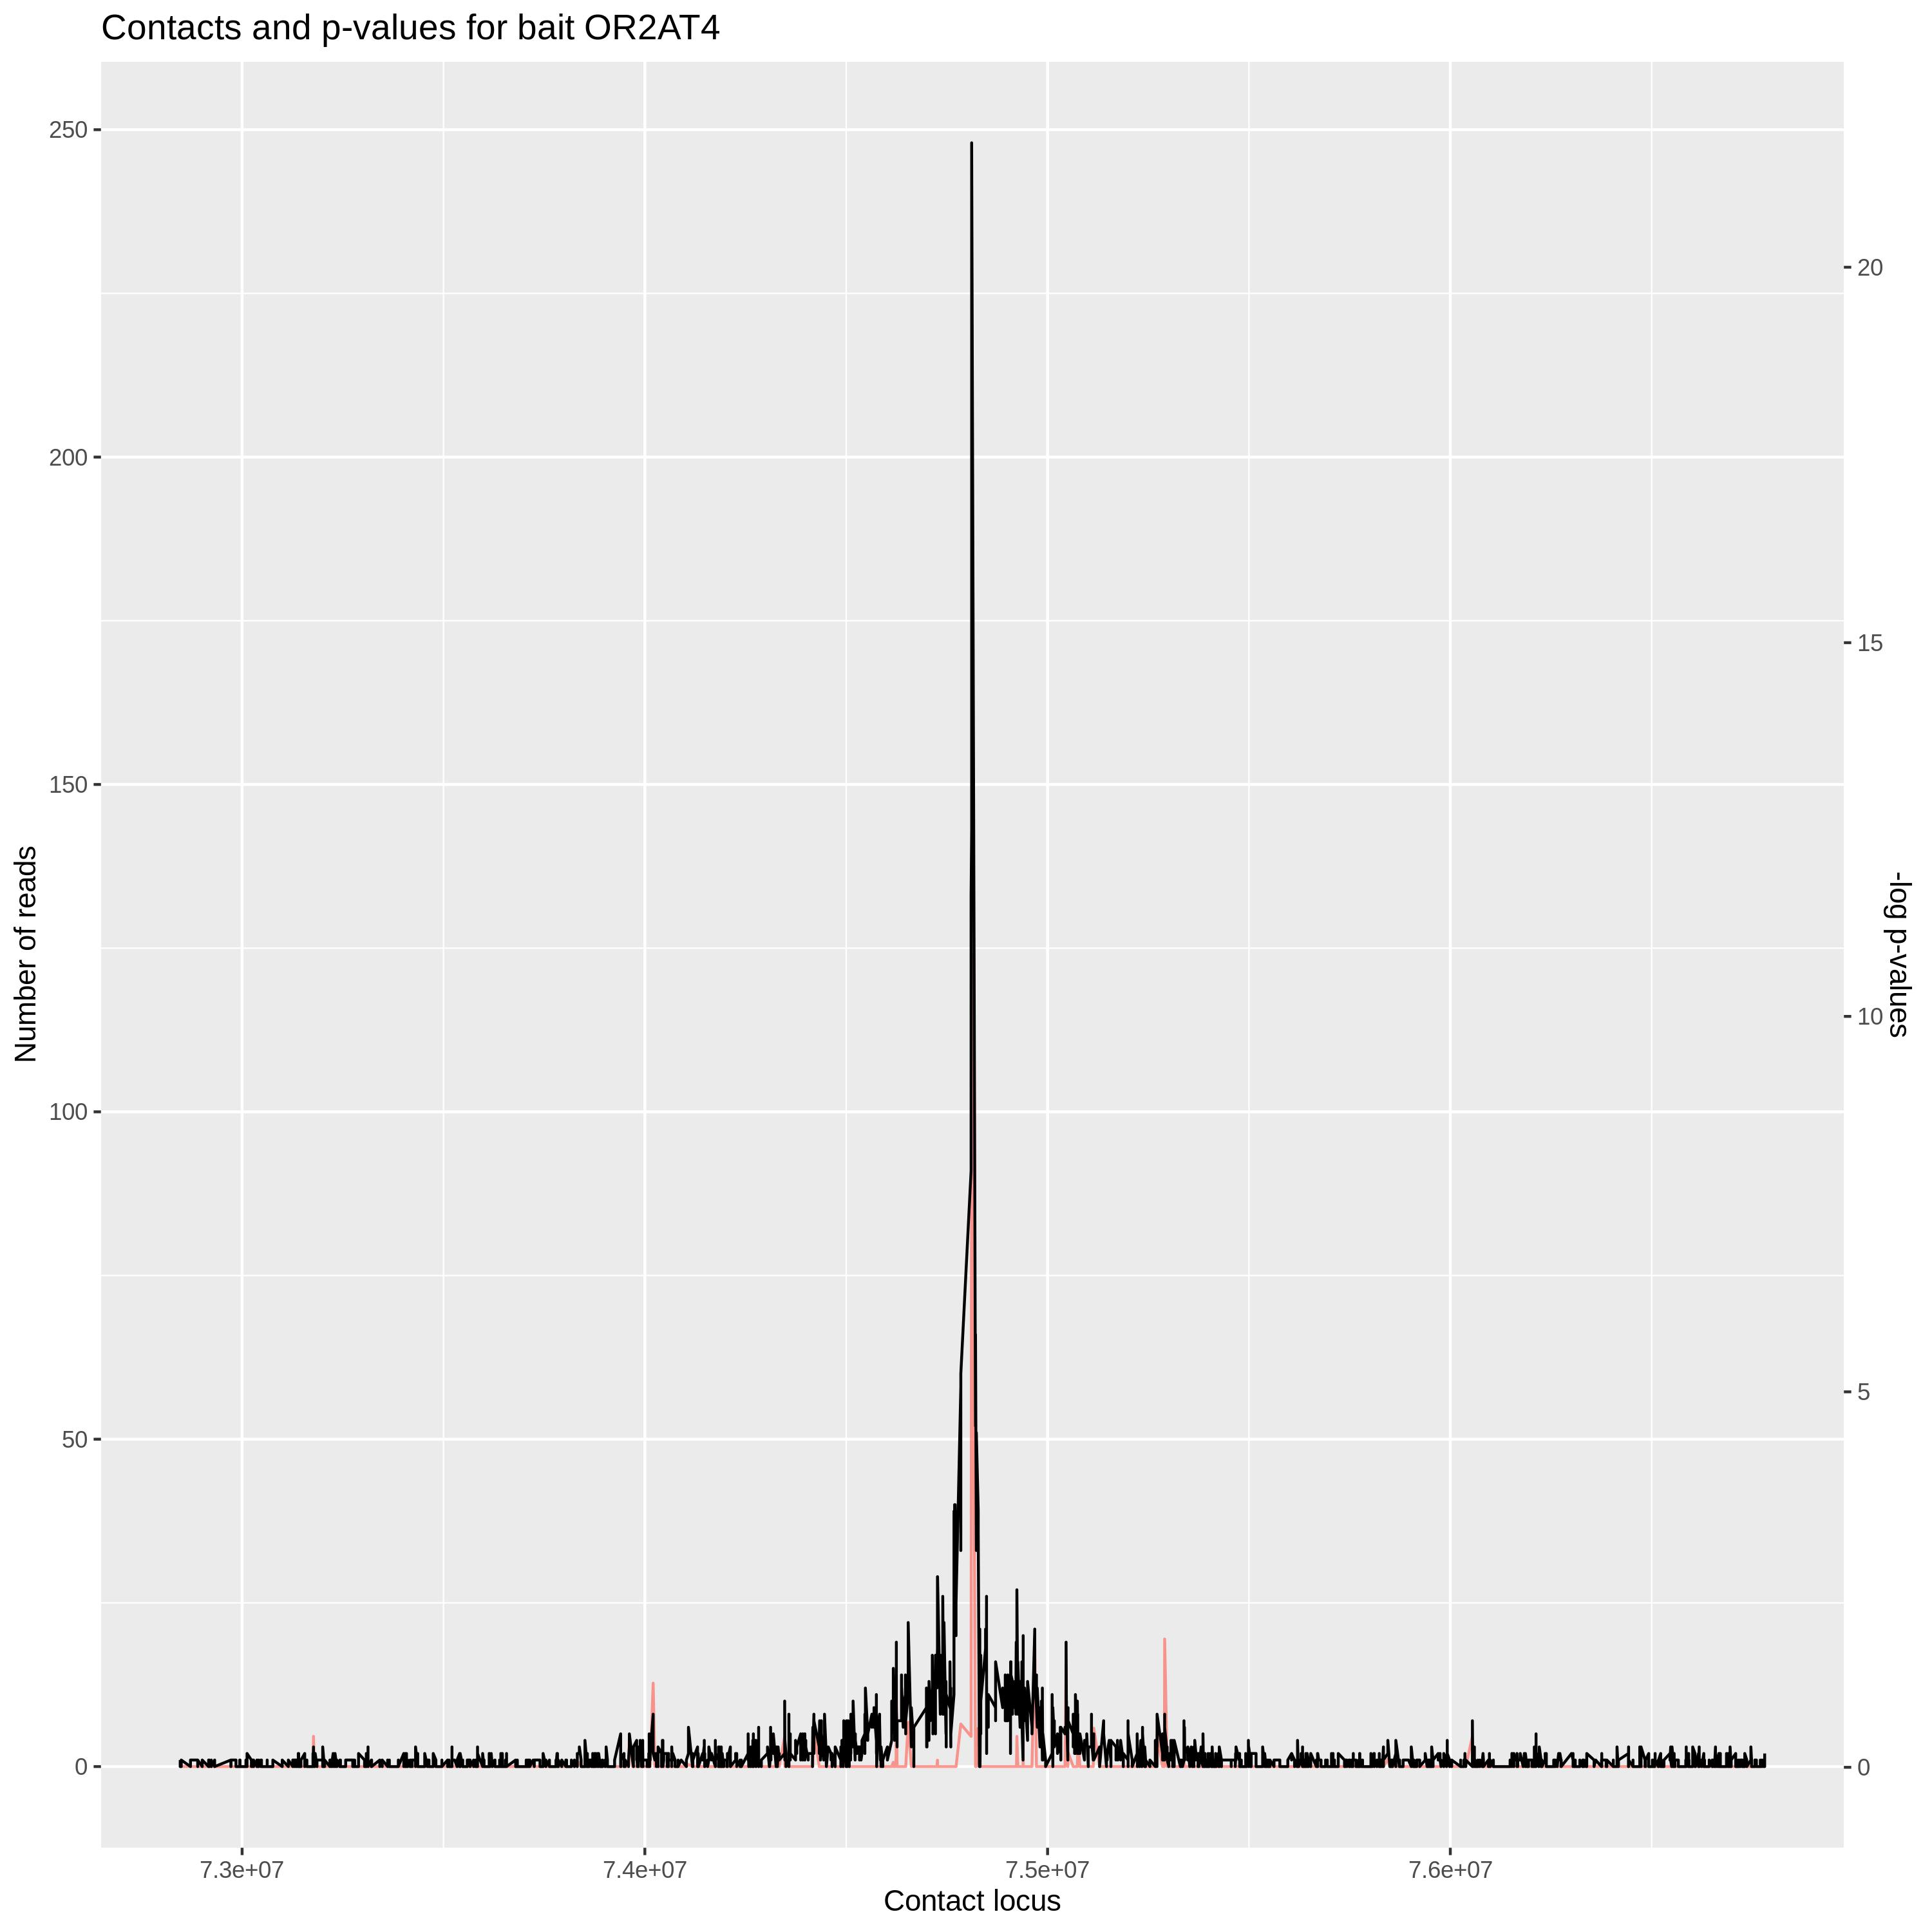 Contacts and p-values for bait OR2AT4
250
200
150
100
50
0
Number of reads
20
15
10
5
0
-log p-values
7.3e+07 7.4e+07 7.5e+07 7.6e+07
Contact locus